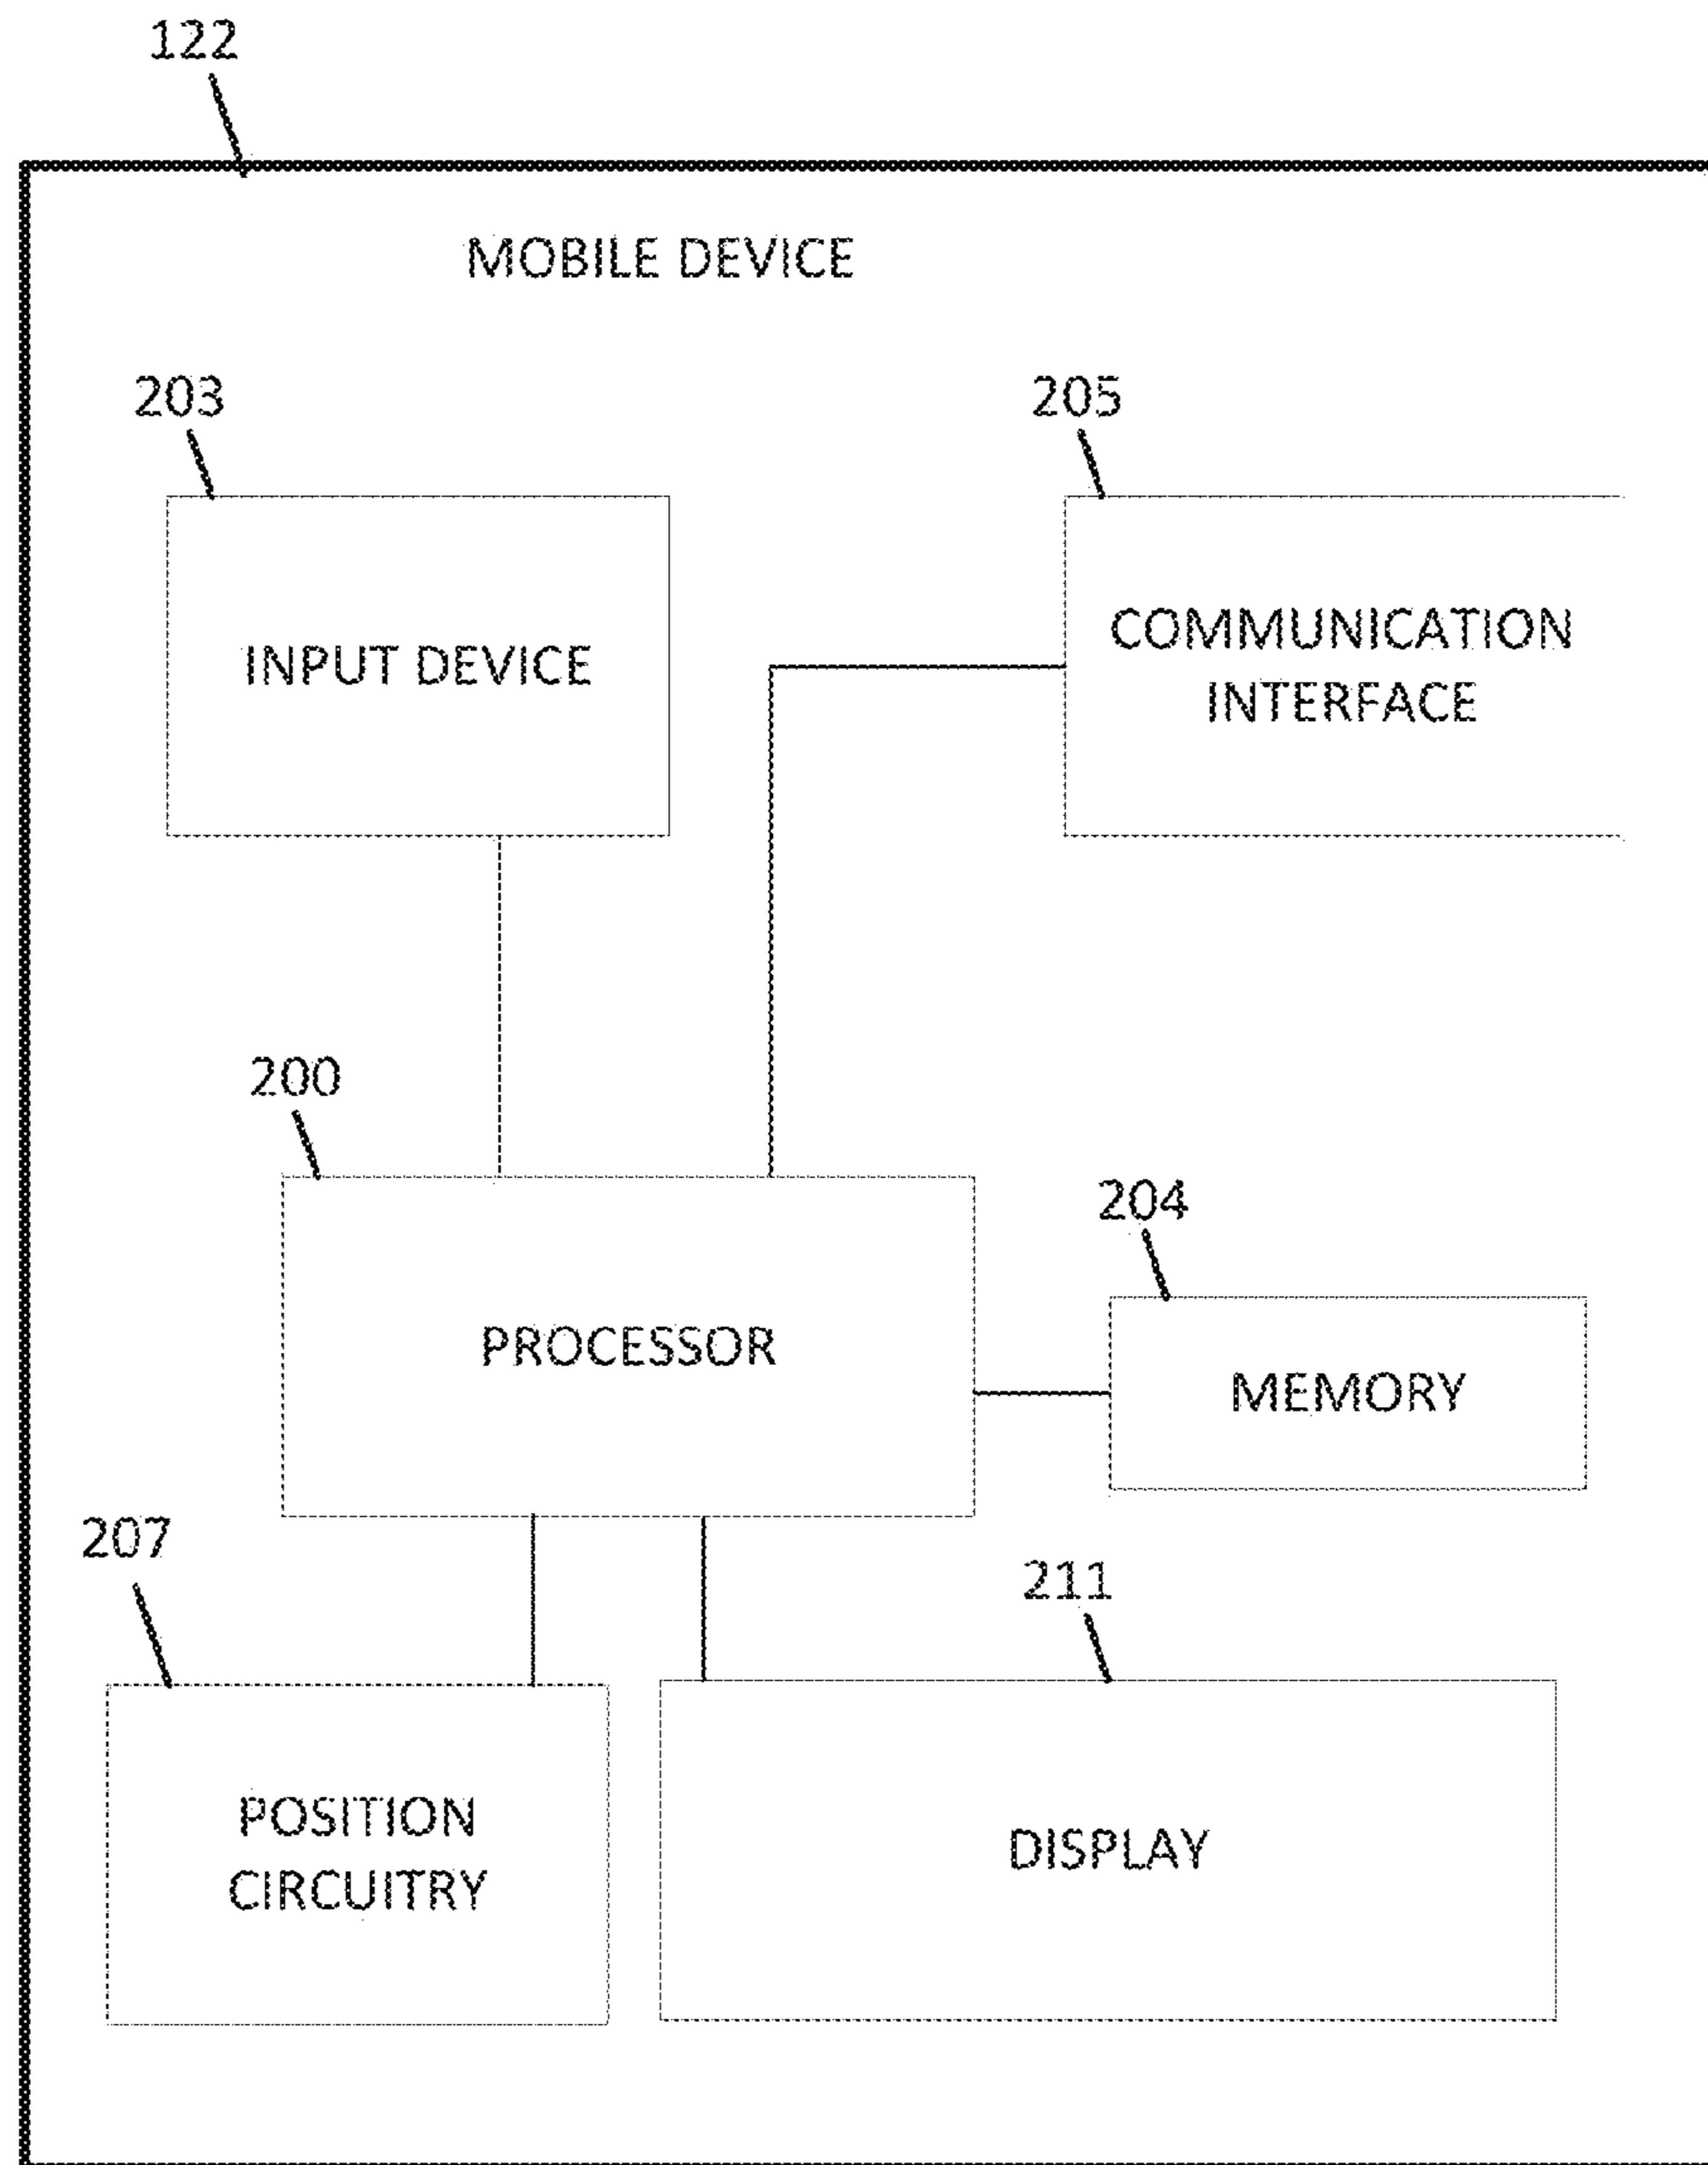 122
MOBILE DEVICE
203
205
INPUT DEVICE
COMMUNICATION
INTERFACE
200
204
PROCESSOR
MEMORY
207
211
POSITION
CIRCUITRY
DISPLAY